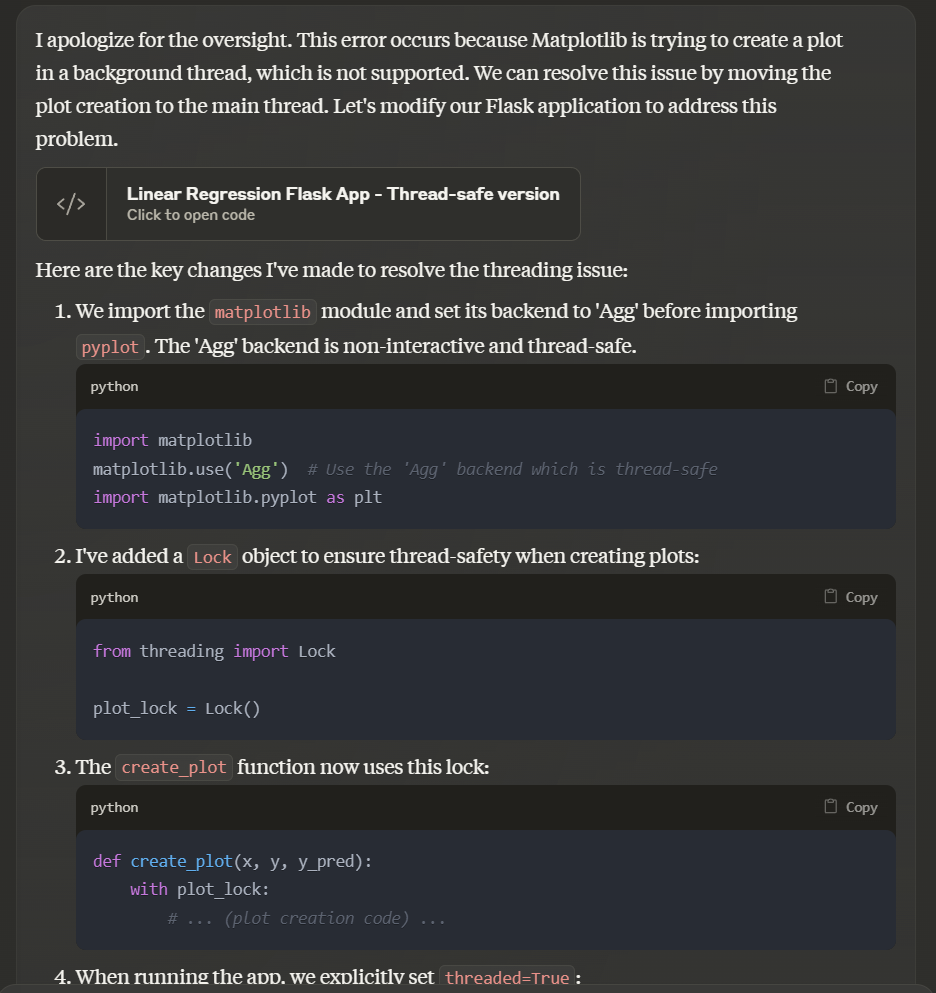 I apologize for the oversight. This error occurs because Matplotlib is trying to create a plot
in a background thread, which is not supported. We can resolve this issue by moving the
plot creation to the main thread. Let's modify our Flask application to address this
problem.
</>
Linear Regression Flask App - Thread-safe version
Click to open code
Here are the key changes I've made to resolve the threading issue:
1. We import the matplotlib module and set its backend to 'Agg' before importing
pyplot. The 'Agg' backend is non-interactive and thread-safe.
python Copy
import matplotlib
matplotlib.use('Agg')  # Use the 'Agg' backend which is thread-safe
import matplotlib.pyplot as plt
2. I've added a Lock object to ensure thread-safety when creating plots:
python Copy
from threading import Lock
plot_lock = Lock()
3. The create_plot function now uses this lock:
python Copy
def create_plot(x, y, y_pred):
    with plot_lock:
        # ... (plot creation code) ...
4. When running the app, we explicitly set threaded=True: